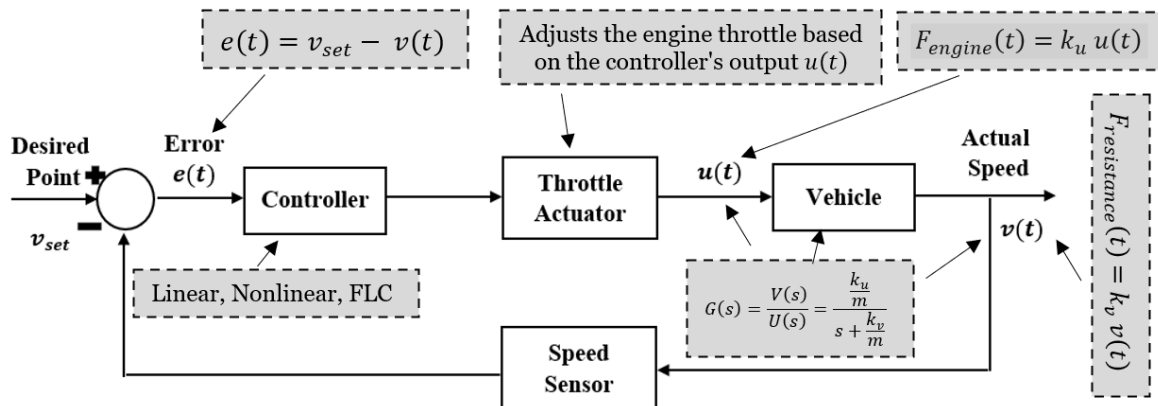 e(t) = v_set − v(t)
Adjusts the engine throttle based
on the controller's output u(t)
F_engine(t) = k_u u(t)
Desired
Point
+
−
v_set
Error
e(t)
Controller
Throttle
Actuator
u(t)
Vehicle
Actual
Speed
v(t)
F_resistance(t) = k_v v(t)
Linear, Nonlinear, FLC
G(s) = V(s)/U(s) = (k_u/m)/(s + k_v/m)
Speed
Sensor